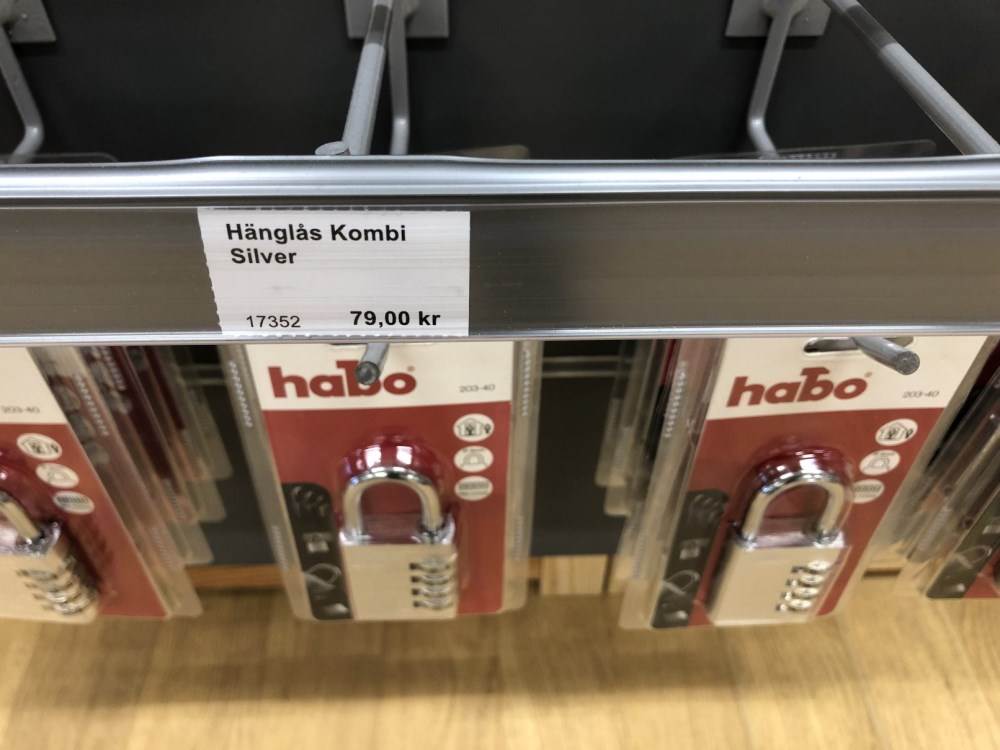 Hänglås Kombi
Silver
17352 79,00 kr
habo
203-40
habo
203-40
203-40